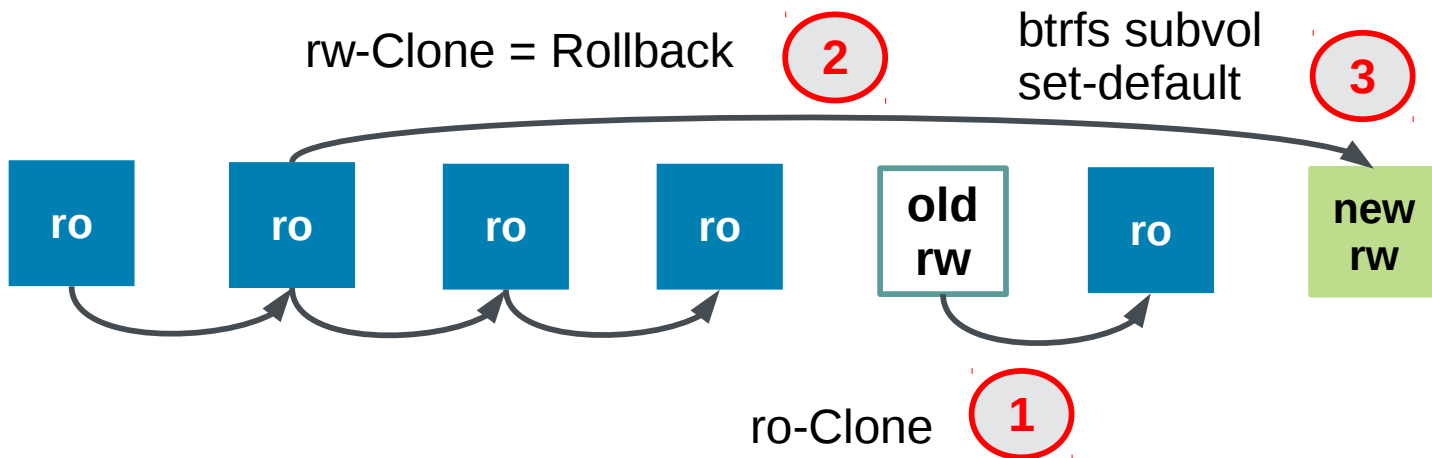 rw-Clone = Rollback
2
btrfs subvol
set-default
3
ro
ro
ro
ro
old
rw
ro
new
rw
ro-Clone
1